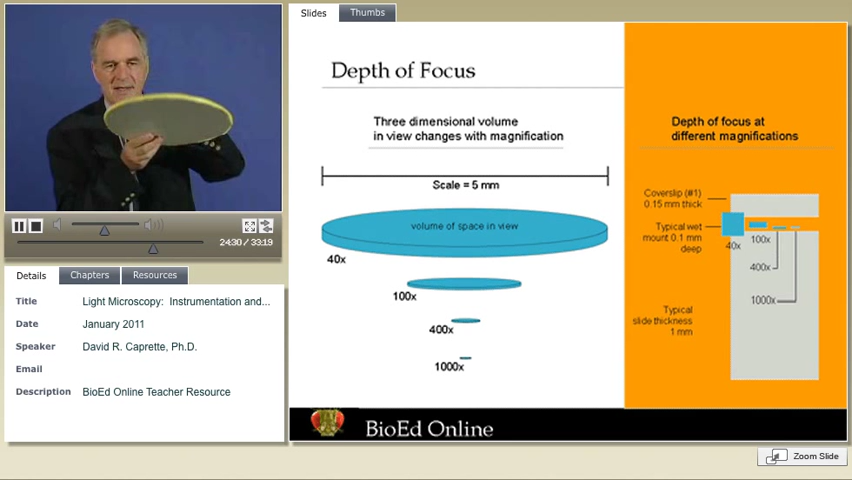 Slides
Thumbs
Depth of Focus
Three dimensional volume
in view changes with magnification
Scale = 5 mm
volume of space in view
40x
100x
400x
1000x
Depth of focus at
different magnifications
Coverslip (#1)
0.15 mm thick
Typical wet
mount 0.1 mm
deep
40x
100x
400x
1000x
Typical
slide thickness
1 mm
BioEd Online
24:30 / 33:19
Details
Chapters
Resources
Title
Light Microscopy: Instrumentation and...
Date
January 2011
Speaker
David R. Caprette, Ph.D.
Email
Description
BioEd Online Teacher Resource
Zoom Slide